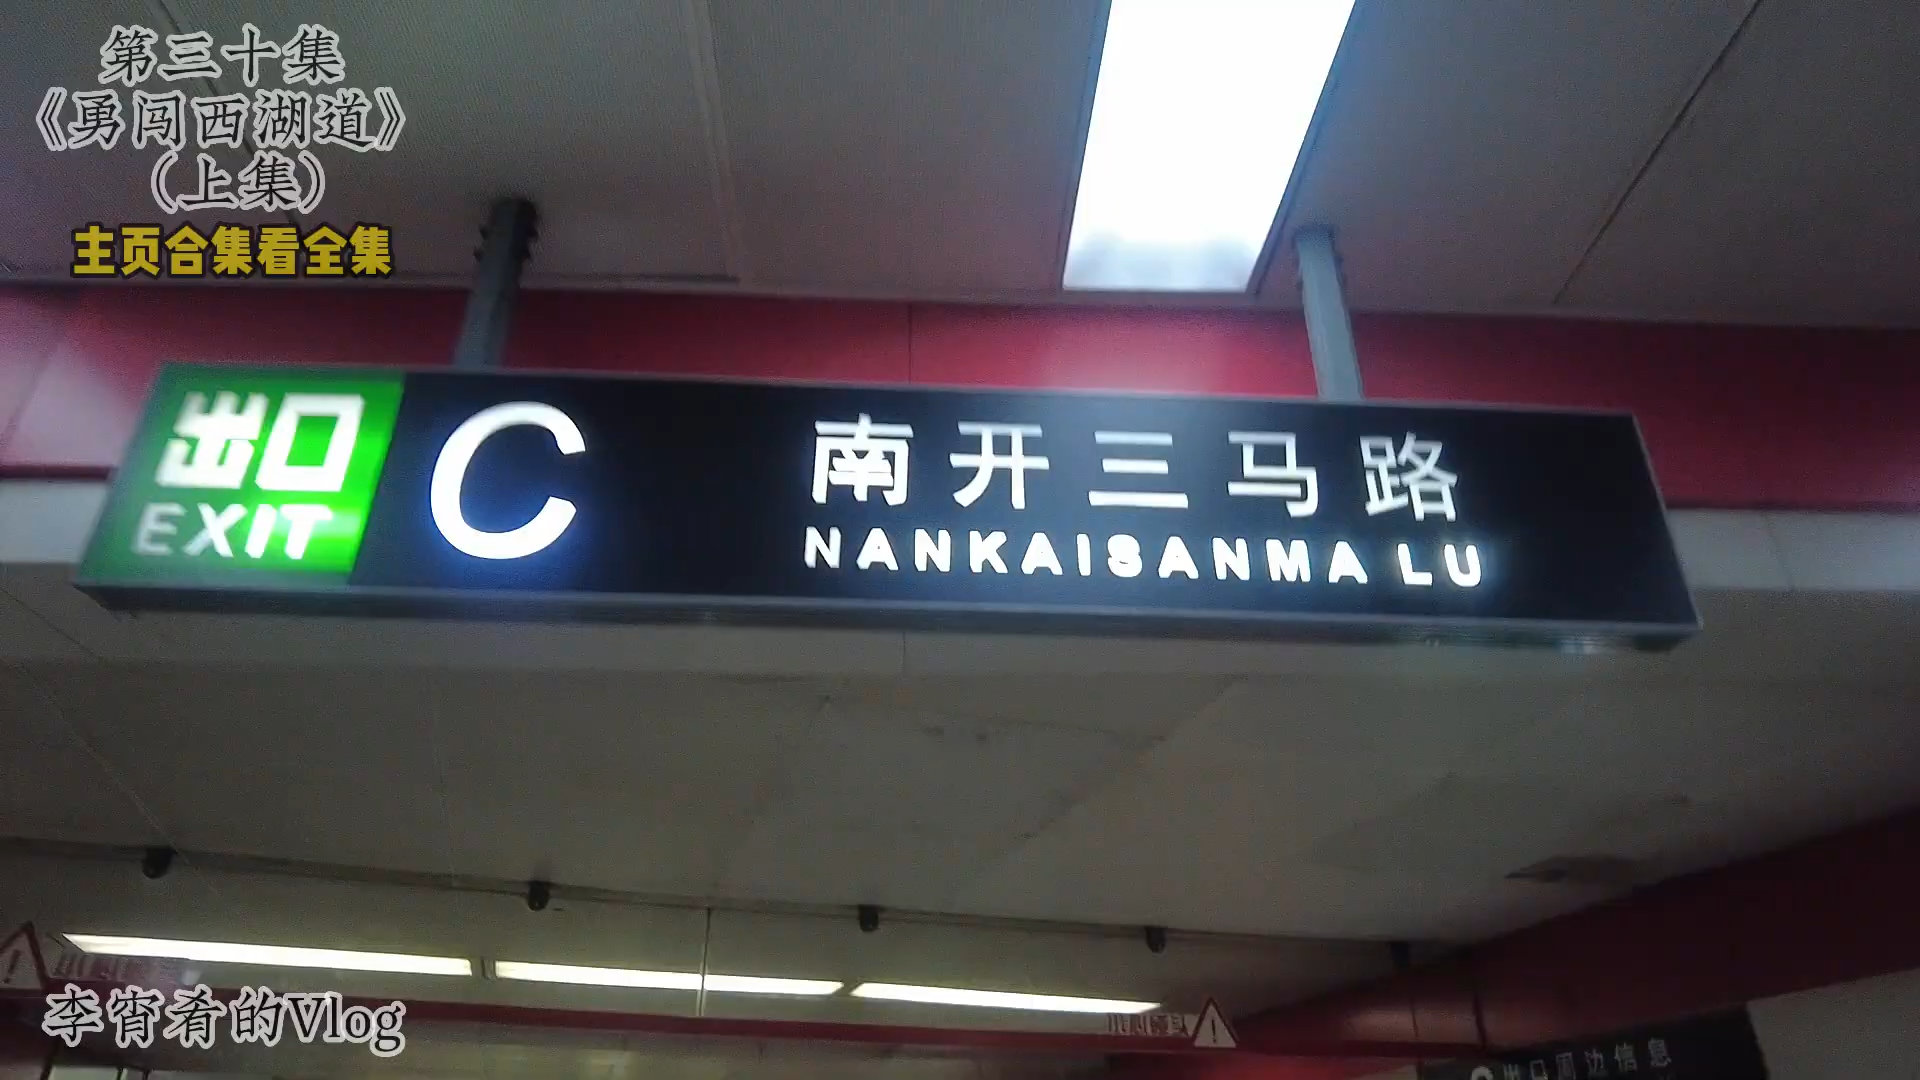 第三十集
《勇闯西湖道》
（上集）
主页合集看全集
出口
EXIT
C
南开三马路
NANKAISANMA LU
李宵肴的Vlog
出口周边信息